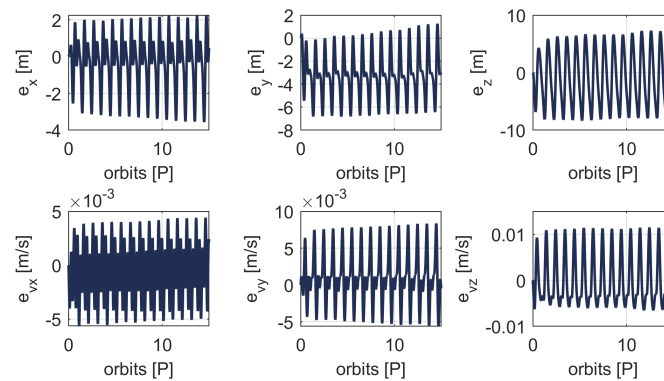 2
0
-2
-4
e_x [m]
0 10
orbits [P]
2
0
-2
-4
-6
-8
e_y [m]
0 10
orbits [P]
10
0
-10
e_z [m]
0 10
orbits [P]
×10^-3
5
0
-5
e_vx [m/s]
0 10
orbits [P]
×10^-3
10
5
0
-5
e_vy [m/s]
0 10
orbits [P]
0.01
0
-0.01
e_vz [m/s]
0 10
orbits [P]